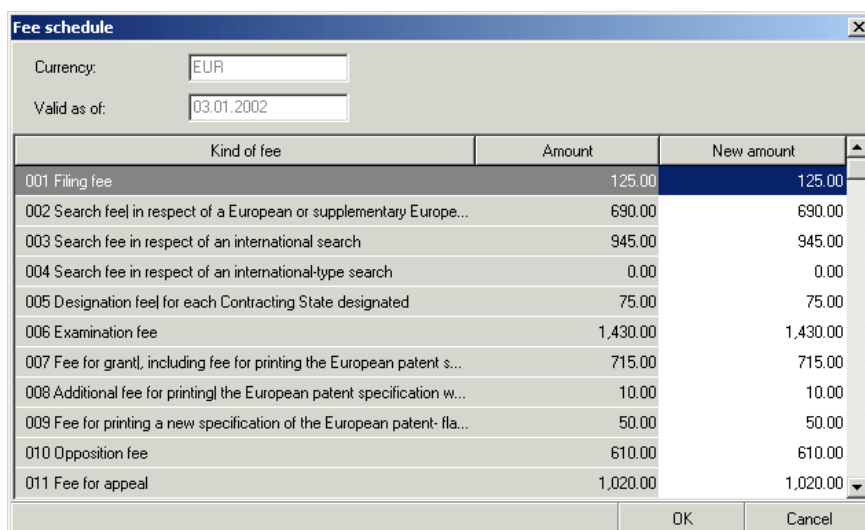 Fee schedule
Currency: EUR
Valid as of: 03.01.2002
Kind of fee Amount New amount
001 Filing fee 125.00 125.00
002 Search fee| in respect of a European or supplementary Europe... 690.00 690.00
003 Search fee in respect of an international search 945.00 945.00
004 Search fee in respect of an international-type search 0.00 0.00
005 Designation fee| for each Contracting State designated 75.00 75.00
006 Examination fee 1,430.00 1,430.00
007 Fee for grant|, including fee for printing the European patent s... 715.00 715.00
008 Additional fee for printing| the European patent specification w... 10.00 10.00
009 Fee for printing a new specification of the European patent- fla... 50.00 50.00
010 Opposition fee 610.00 610.00
011 Fee for appeal 1,020.00 1,020.00
OK Cancel